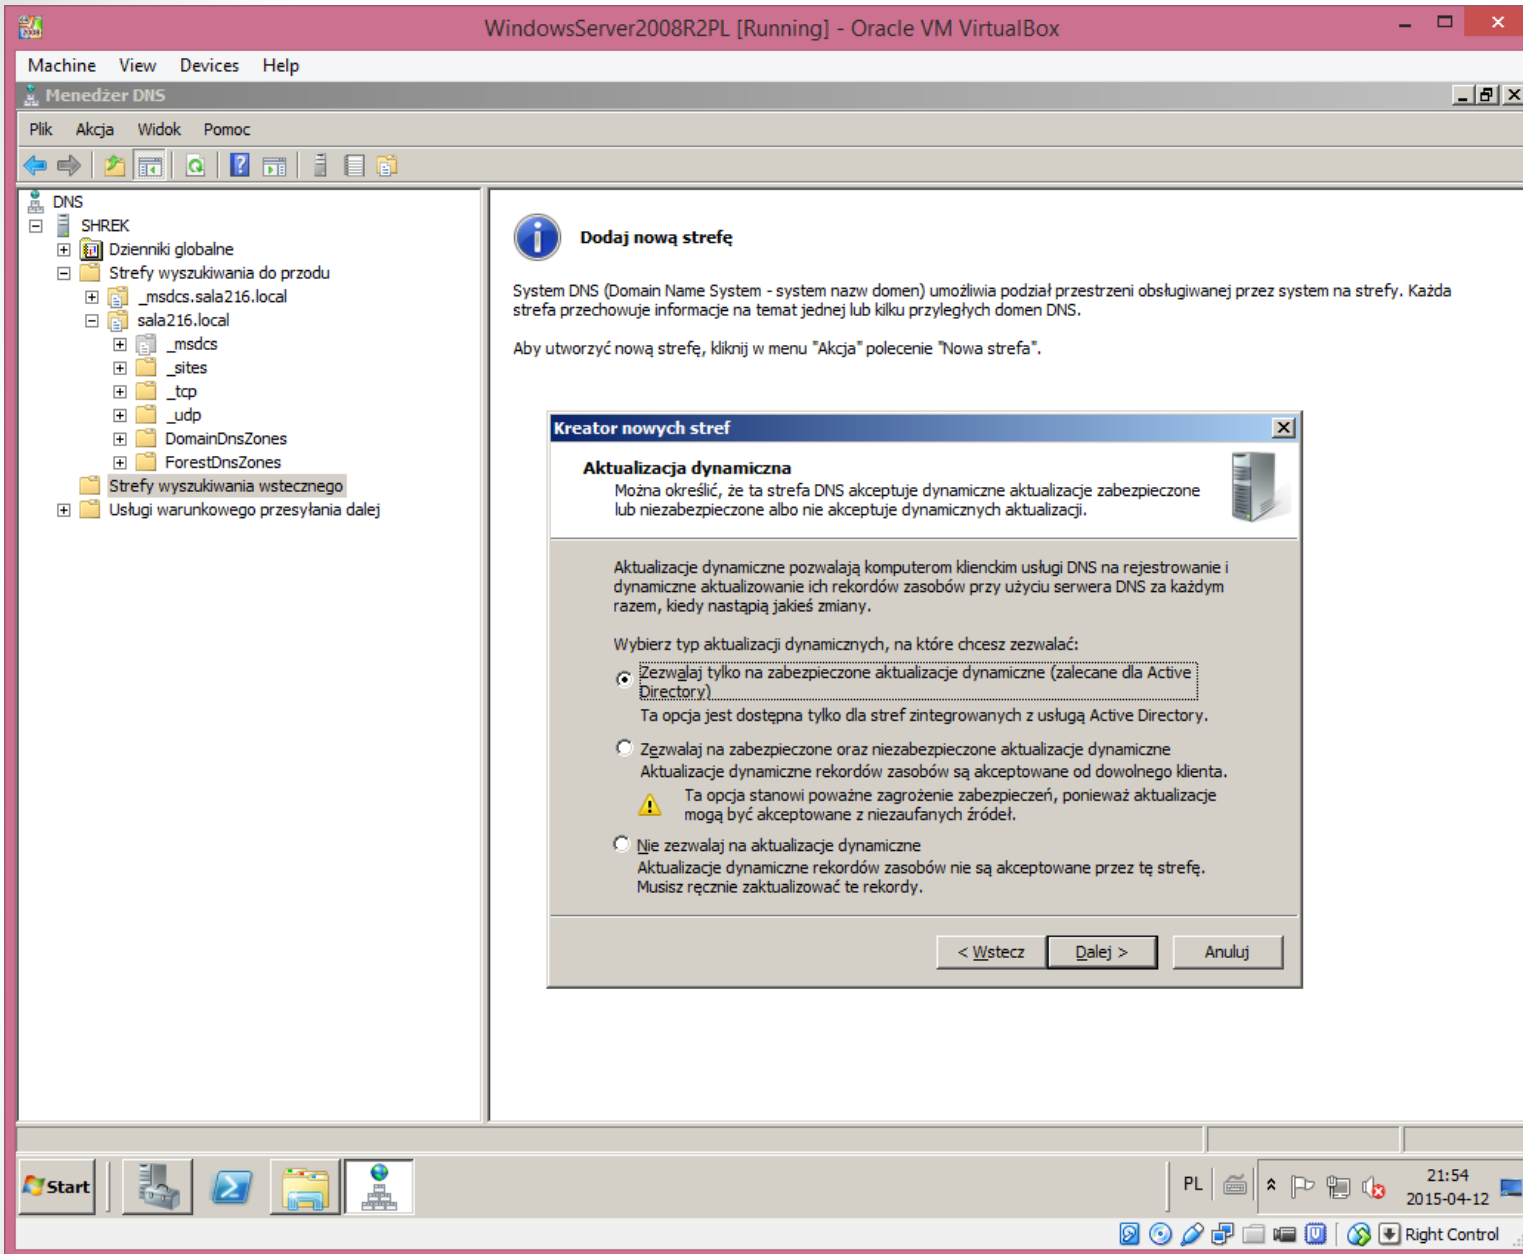 WindowsServer2008R2PL [Running] - Oracle VM VirtualBox
Machine View Devices Help
Menedżer DNS
Plik Akcja Widok Pomoc
DNS
SHREK
Dzienniki globalne
Strefy wyszukiwania do przodu
_msdcs.sala216.local
sala216.local
_msdcs
_sites
_tcp
_udp
DomainDnsZones
ForestDnsZones
Strefy wyszukiwania wstecznego
Usługi warunkowego przesyłania dalej
Dodaj nową strefę
System DNS (Domain Name System - system nazw domen) umożliwia podział przestrzeni obsługiwanej przez system na strefy. Każda
strefa przechowuje informacje na temat jednej lub kilku przyległych domen DNS.
Aby utworzyć nową strefę, kliknij w menu "Akcja" polecenie "Nowa strefa".
Kreator nowych stref
Aktualizacja dynamiczna
Można określić, że ta strefa DNS akceptuje dynamiczne aktualizacje zabezpieczone
lub niezabezpieczone albo nie akceptuje dynamicznych aktualizacji.
Aktualizacje dynamiczne pozwalają komputerom klienckim usługi DNS na rejestrowanie i
dynamiczne aktualizowanie ich rekordów zasobów przy użyciu serwera DNS za każdym
razem, kiedy nastąpią jakieś zmiany.
Wybierz typ aktualizacji dynamicznych, na które chcesz zezwalać:
Zezwalaj tylko na zabezpieczone aktualizacje dynamiczne (zalecane dla Active
Directory)
Ta opcja jest dostępna tylko dla stref zintegrowanych z usługą Active Directory.
Zezwalaj na zabezpieczone oraz niezabezpieczone aktualizacje dynamiczne
Aktualizacje dynamiczne rekordów zasobów są akceptowane od dowolnego klienta.
Ta opcja stanowi poważne zagrożenie zabezpieczeń, ponieważ aktualizacje
mogą być akceptowane z niezaufanych źródeł.
Nie zezwalaj na aktualizacje dynamiczne
Aktualizacje dynamiczne rekordów zasobów nie są akceptowane przez tę strefę.
Musisz ręcznie zaktualizować te rekordy.
< Wstecz Dalej > Anuluj
Start PL 21:54
2015-04-12
Right Control